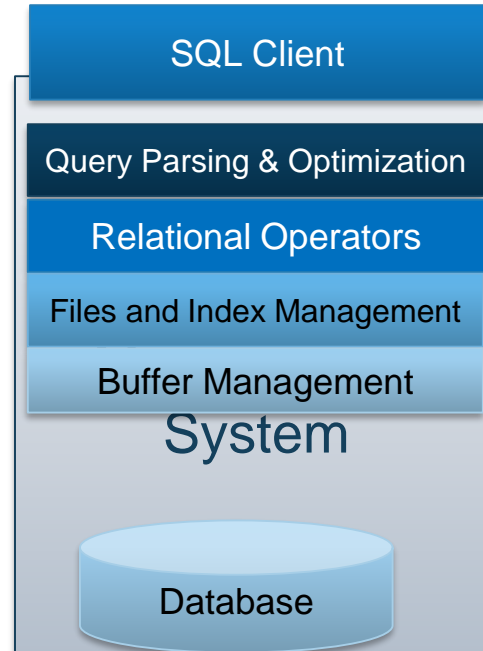 SQL Client
Query Parsing & Optimization
Relational Operators
Files and Index Management
Buffer Management
System
Database